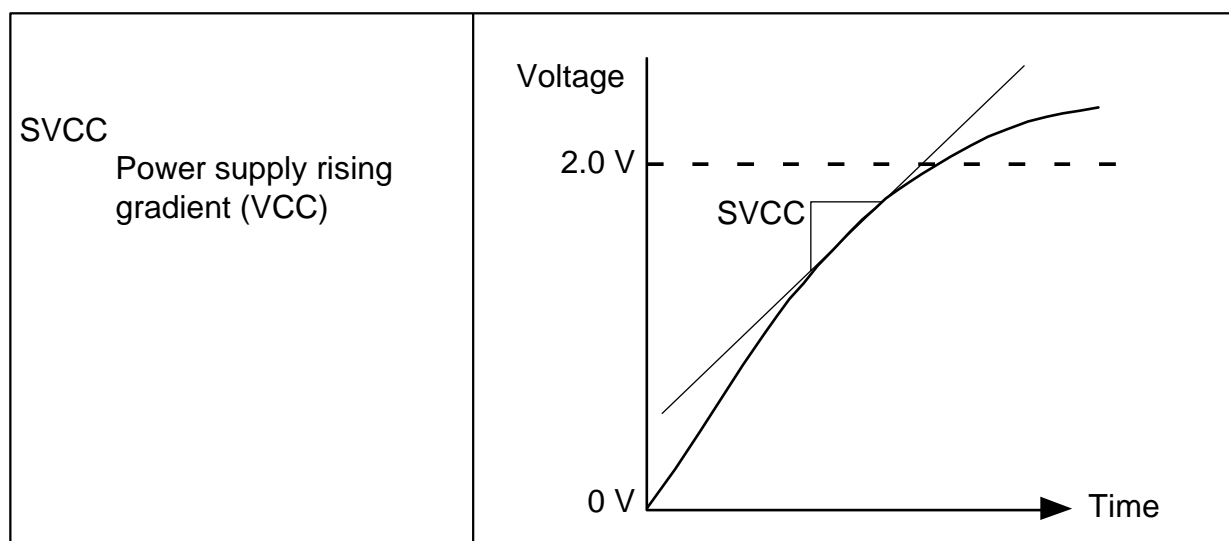 SVCC
Power supply rising
gradient (VCC)
Voltage
2.0 V
SVCC
0 V
Time